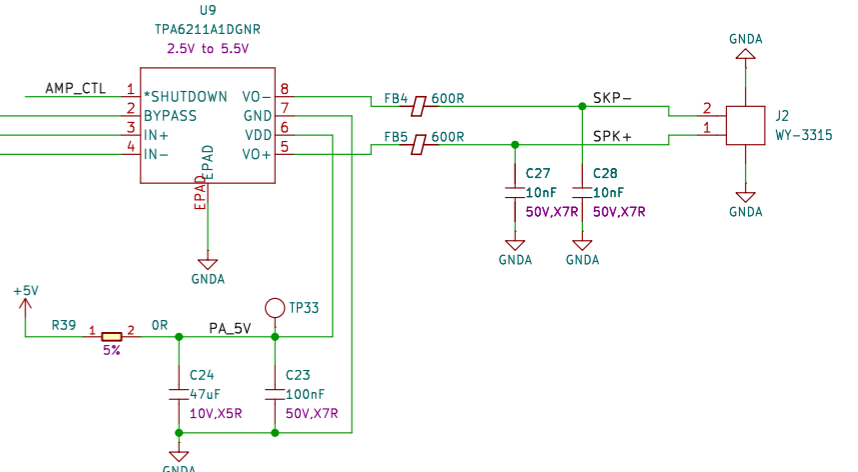 U9
TPA6211A1DGNR
2.5V to 5.5V
GNDA
AMP_CTL
1 *SHUTDOWN VO- 8
2 BYPASS GND 7
3 IN+ VDD 6
4 IN- VO+ 5
EPAD
EPAD
GNDA
FB4 600R
SKP-
FB5 600R
SPK+
2
1
J2
WY-3315
C27
10nF
50V,X7R
C28
10nF
50V,X7R
GNDA
GNDA
GNDA
+5V
R39 1 2 0R
5%
PA_5V
TP33
C24
47uF
10V,X5R
C23
100nF
50V,X7R
GNDA